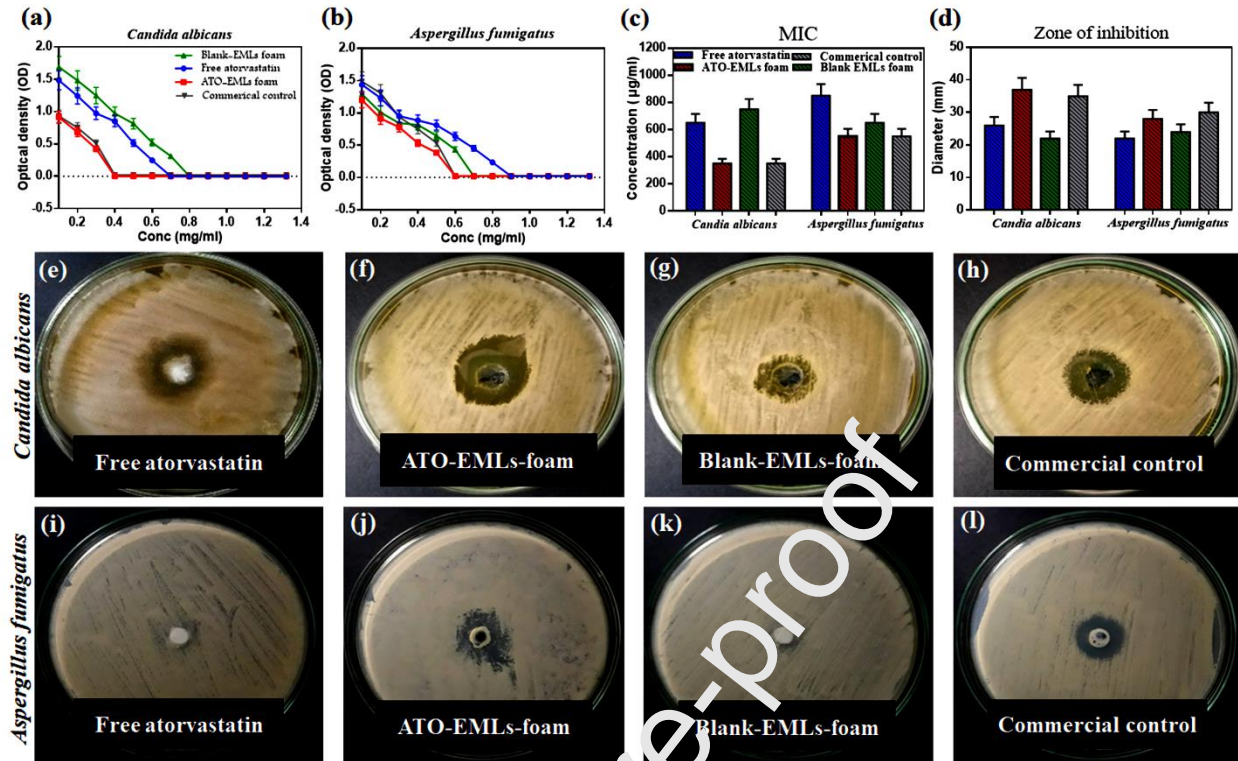 (a)
Candida albicans
Optical density (OD)
2.0
1.5
1.0
0.5
0.0
0.5
0.2 0.4 0.6 0.8 1.0 1.2 1.4
Conc (mg/ml)
Blank-EMLs foam
Free atorvastatin
ATO-EMLs foam
Commerical control
(b)
Aspergillus fumigatus
Optical density (OD)
2.0
1.5
1.0
0.5
0.0
0.5
0.2 0.4 0.6 0.8 1.0 1.2 1.4
Conc (mg/ml)
(c)
MIC
Concentration (µg/ml)
1200
1000
800
600
400
200
0
Free atorvastatin
ATO-EMLs foam
Commerical control
Blank EMLs foam
Candia albicans
Aspergillus fumigatus
(d)
Zone of inhibition
Diameter (mm)
50
40
30
20
10
0
Candia albicans
Aspergillus fumigatus
Candida albicans
(e)
Free atorvastatin
(f)
ATO-EMLs-foam
(g)
Blank-EMLs-foam
(h)
Commercial control
Aspergillus fumigatus
(i)
Free atorvastatin
(j)
ATO-EMLs-foam
(k)
Blank-EMLs-foam
(l)
Commercial control
e-proof